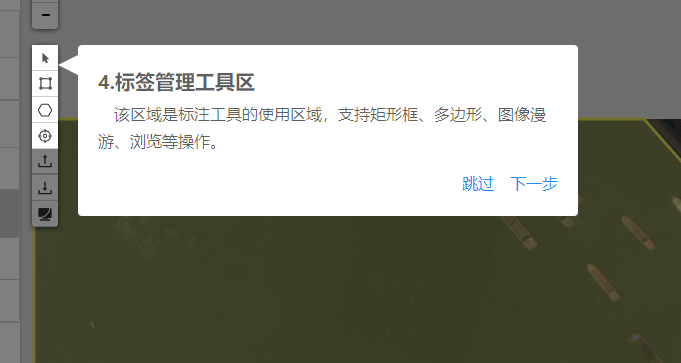 4.标签管理工具区
该区域是标注工具的使用区域，支持矩形框、多边形、图像漫
游、浏览等操作。
跳过 下一步